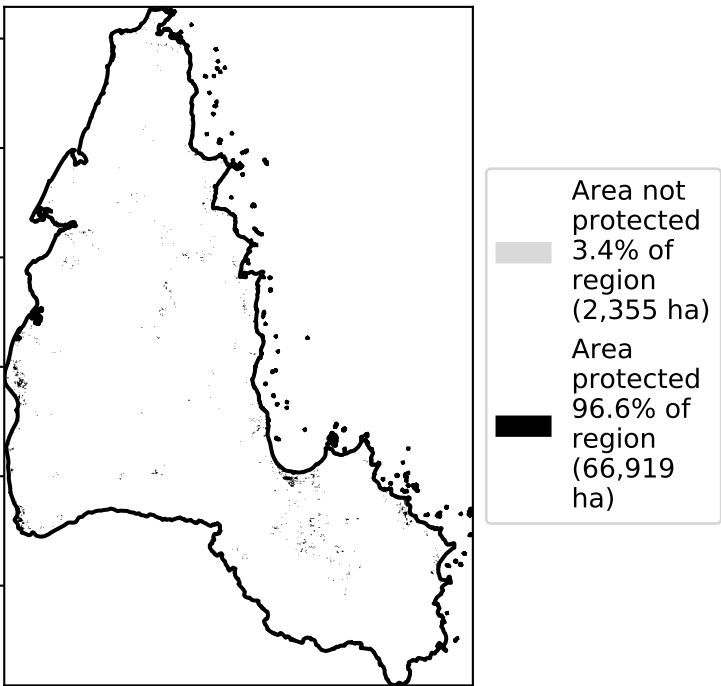 Area not
protected
3.4% of
region
(2,355 ha)
Area
protected
96.6% of
region
(66,919
ha)